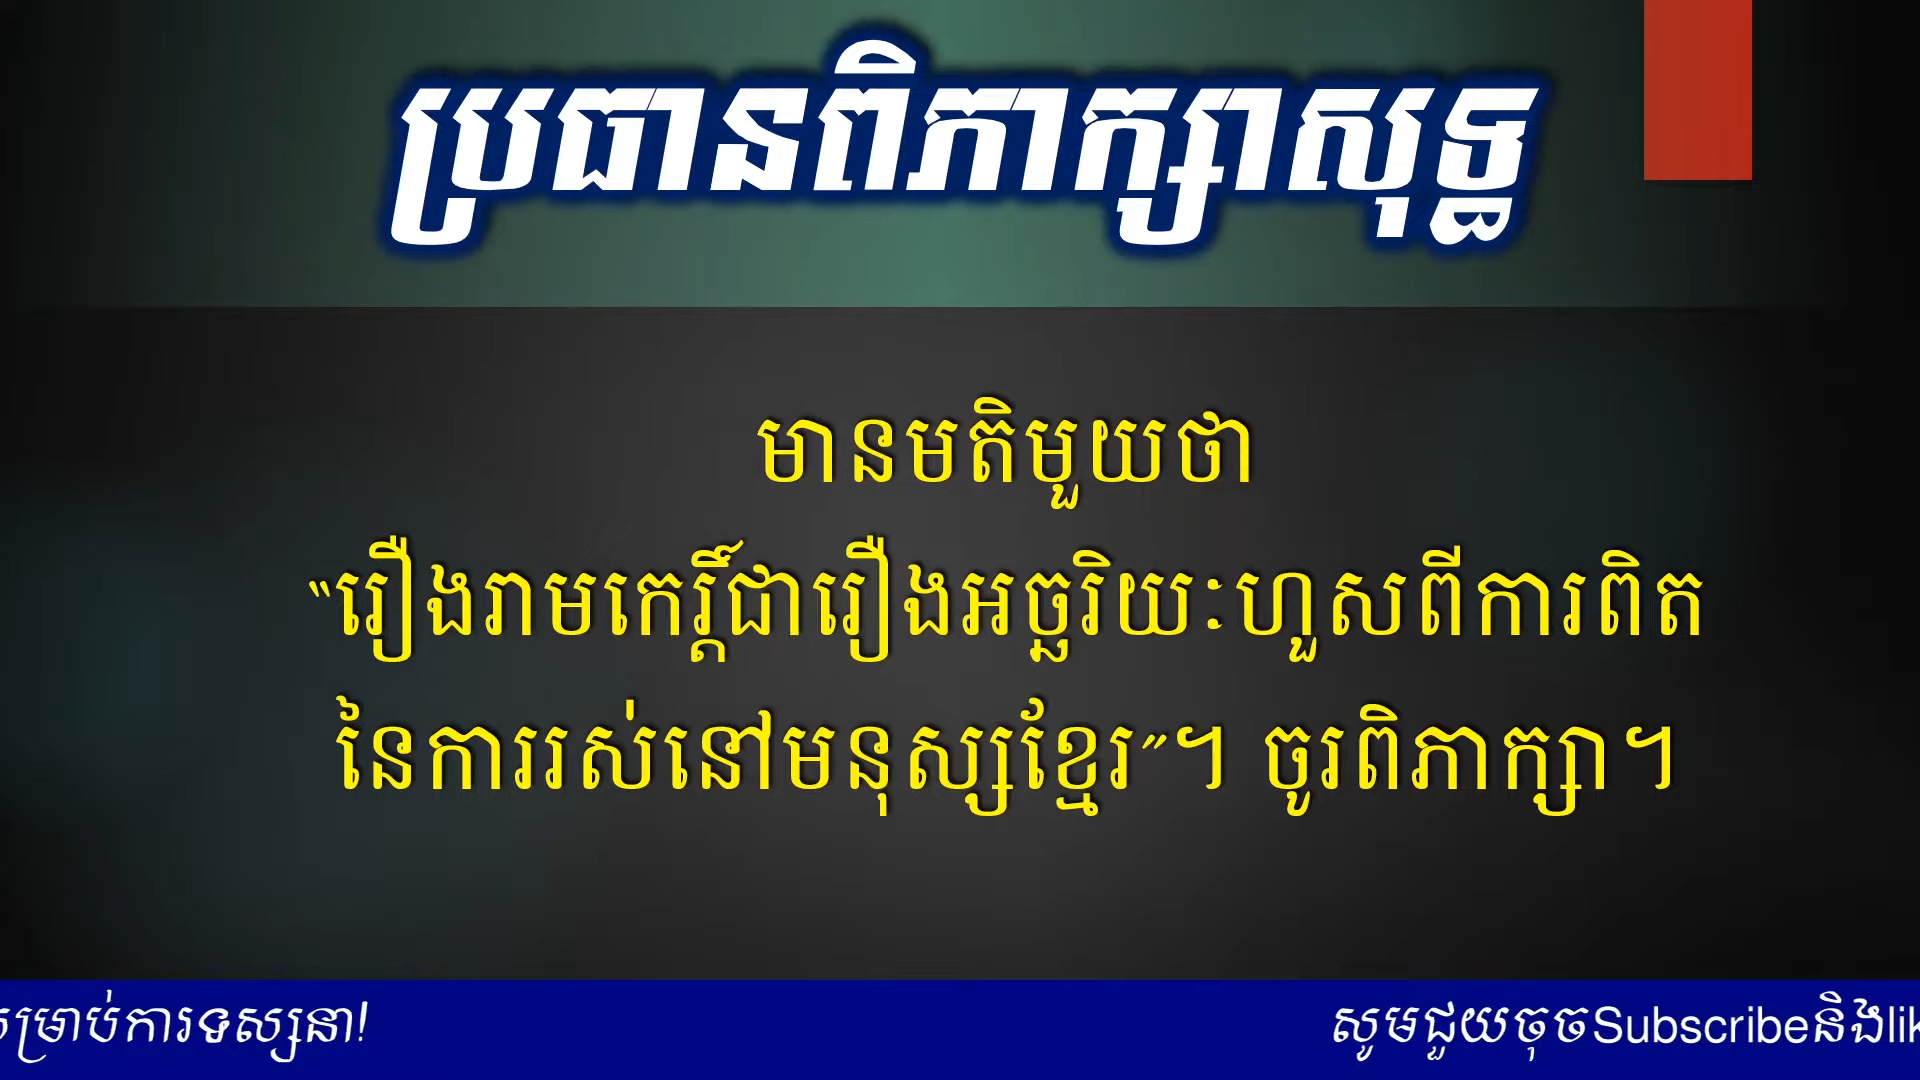 ប្រធានពិភាក្សាសុទ្ធ
មានមតិមួយថា
“រឿងរាមកេរ្តិ៍ជារឿងអច្ឆរិយៈហួសពីការពិត
នៃការរស់នៅមនុស្សខ្មែរ”។ ចូរពិភាក្សា។
សម្រាប់ការទស្សនា!
សូមជួយចុចSubscribeនិងlik